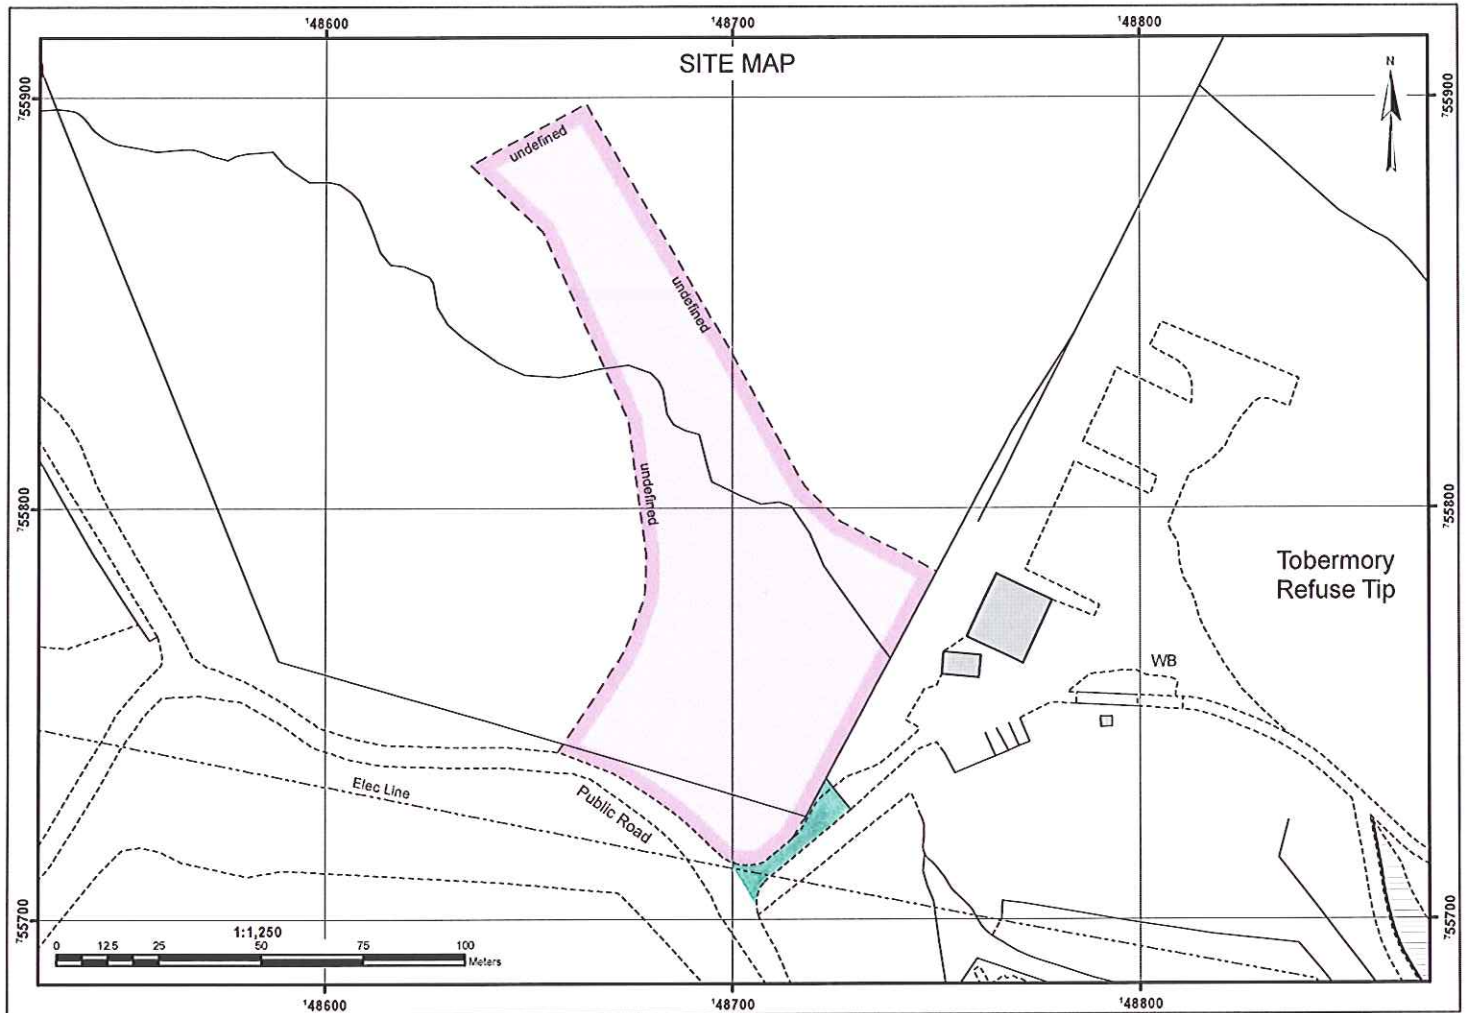 ¹48600
¹48700
¹48800
SITE MAP
N
⁷55900
⁷55900
undefined
undefined
undefined
⁷55800
⁷55800
Tobermory
Refuse Tip
WB
Elec Line
Public Road
⁷55700
⁷55700
1:1,250
0 12.5 25 50 75 100
Meters
¹48600
¹48700
¹48800